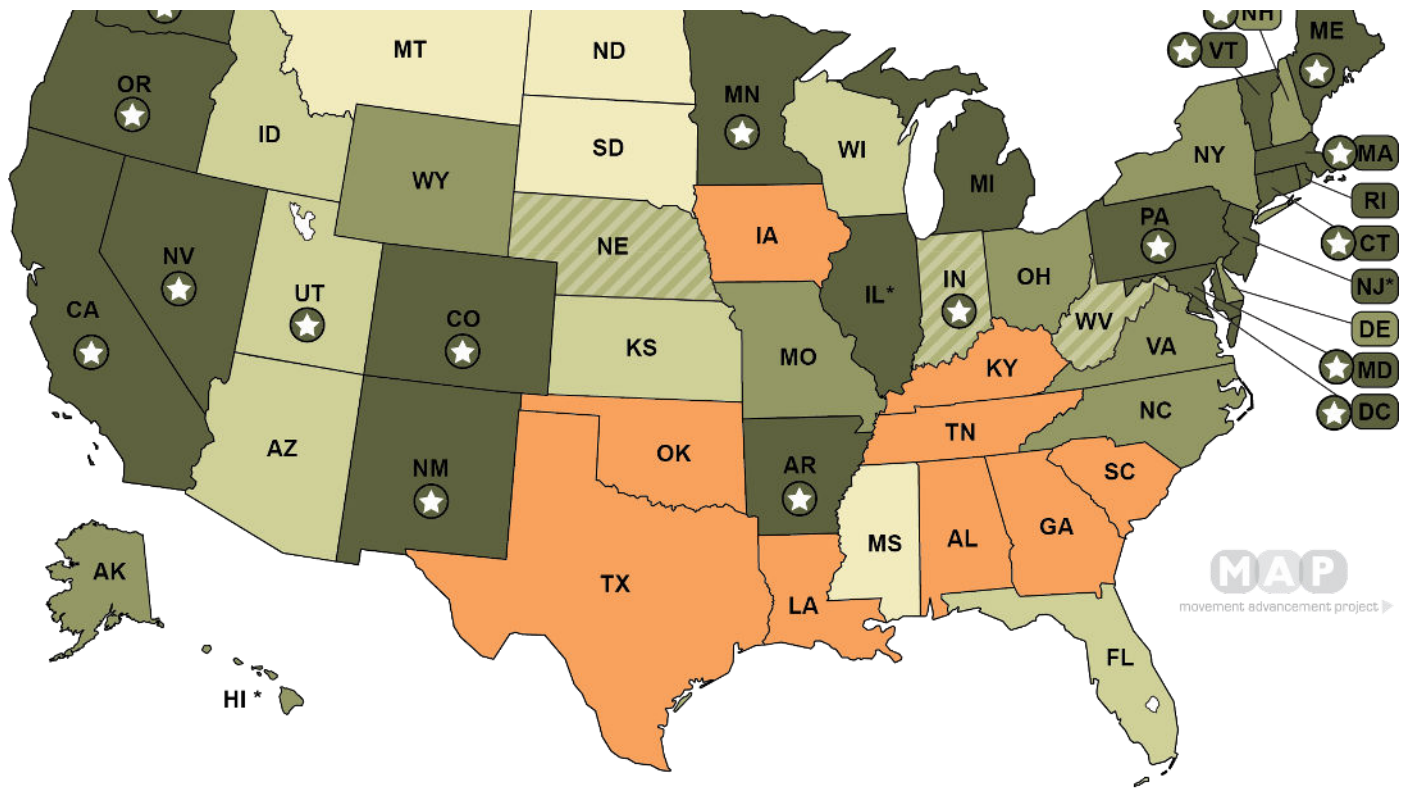 NH
ME
VT
MT
ND
OR
MN
ID
SD
WI
NY
MA
WY
MI
RI
PA
NE
IA
CT
NV
IN
OH
UT
IL*
NJ*
CA
CO
WV
DE
KS
MO
VA
KY
MD
NC
DC
AZ
TN
OK
AR
NM
SC
GA
MS
AL
AK
TX
LA
MAP
movement advancement project
FL
HI *